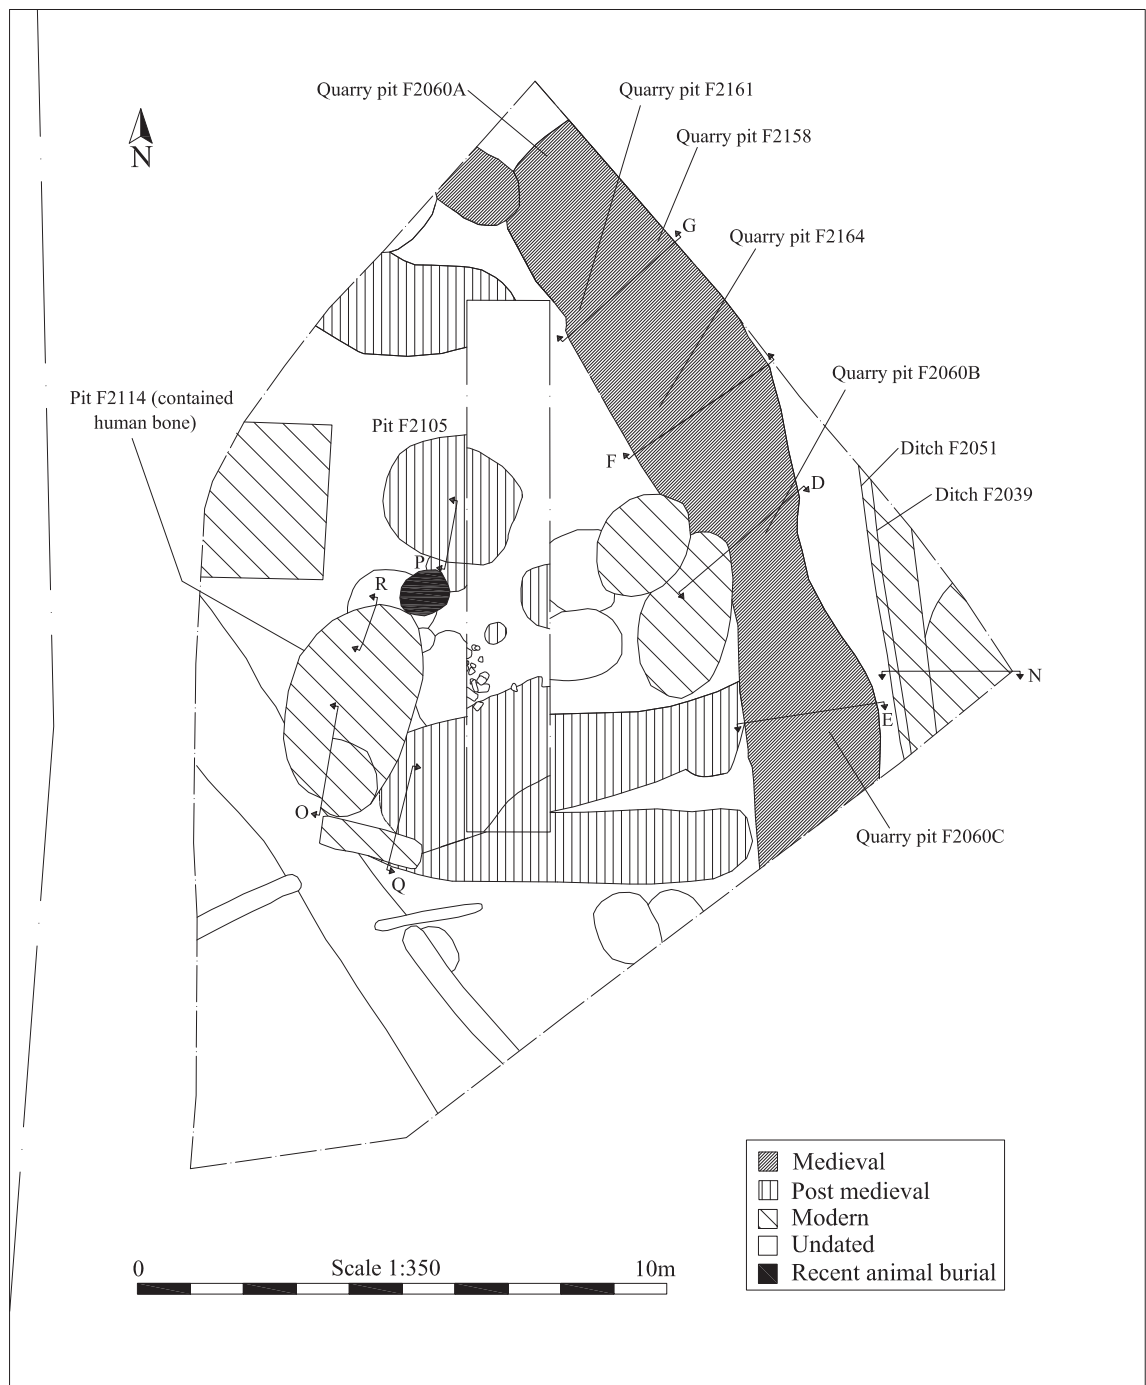 Quarry pit F2060A
Quarry pit F2161
Quarry pit F2158
N
G
Quarry pit F2164
Quarry pit F2060B
Pit F2114 (contained
human bone)
Pit F2105
Ditch F2051
F
D
Ditch F2039
P
R
N
E
O
Quarry pit F2060C
Q
Medieval
Post medieval
Modern
Undated
Recent animal burial
0
Scale 1:350
10m